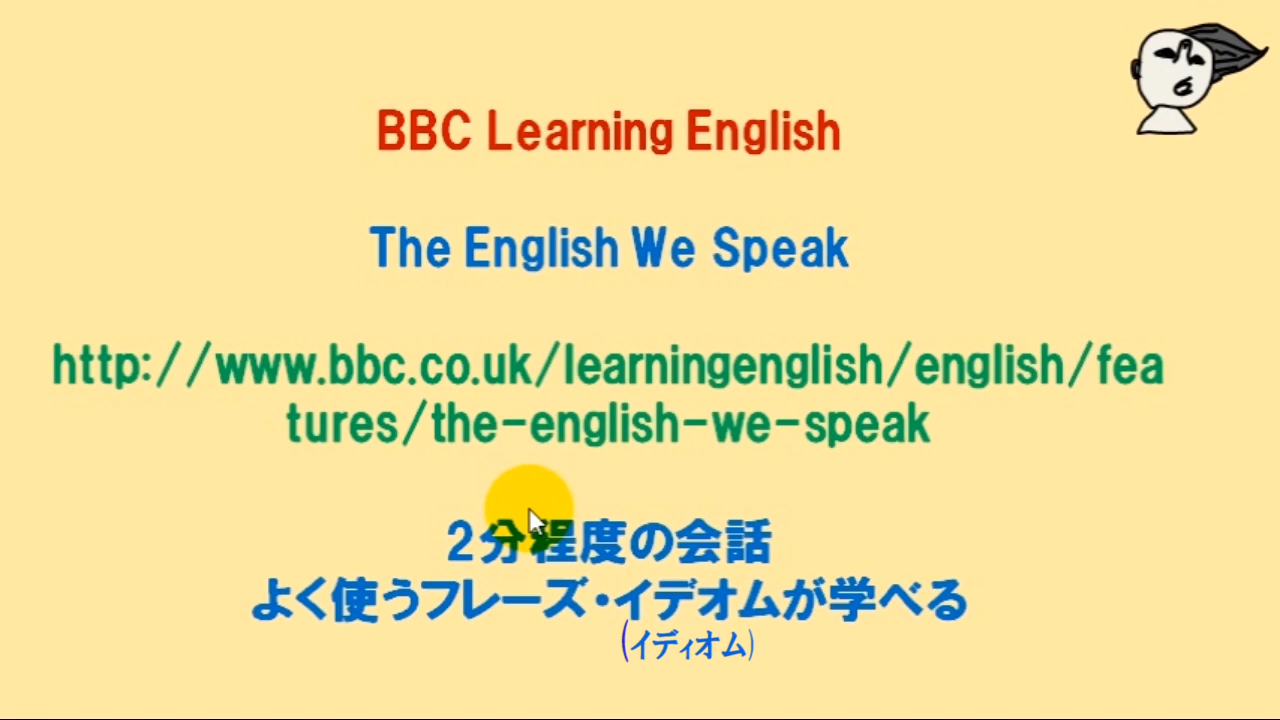 BBC Learning English
The English We Speak
http://www.bbc.co.uk/learningenglish/english/fea
tures/the-english-we-speak
2分程度の会話
よく使うフレーズ・イデオムが学べる
(イディオム)